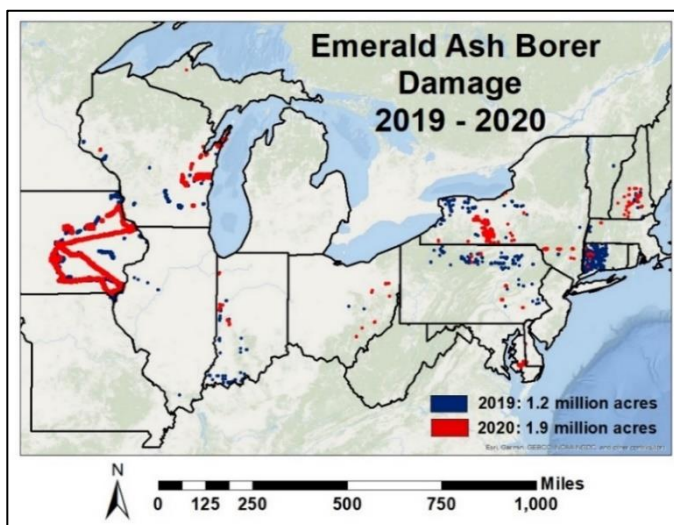 Emerald Ash Borer
Damage
2019 - 2020
2019: 1.2 million acres
2020: 1.9 million acres
N
Miles
0 125 250 500 750 1,000